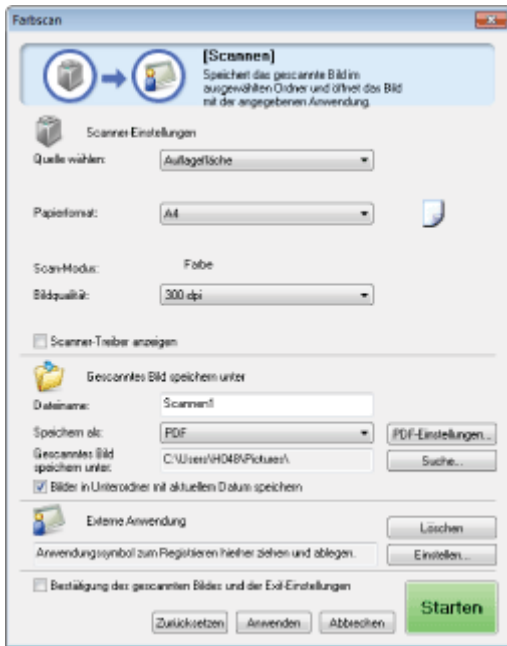 Farbscan
[Scannen]
Speichert das gescannte Bild im
ausgewählten Ordner und öffnet das Bild
mit der angegebenen Anwendung.
Scanner-Einstellungen
Quelle wählen: Auflagefläche
Papierformat: A4
Scan-Modus: Farbe
Bildqualität: 300 dpi
Scanner-Treiber anzeigen
Gescanntes Bild speichern unter
Dateiname: Scannen1
Speichern als: PDF PDF-Einstellungen...
Gescanntes Bild
speichern unter: C:\Users\HO48\Pictures\ Suche...
Bilder in Unterordner mit aktuellem Datum speichern
Externe Anwendung Löschen
Anwendungssymbol zum Registrieren hierher ziehen und ablegen. Einstellen...
Bestätigung des gescannten Bildes und der Exif-Einstellungen
Zurücksetzen Anwenden Abbrechen Starten